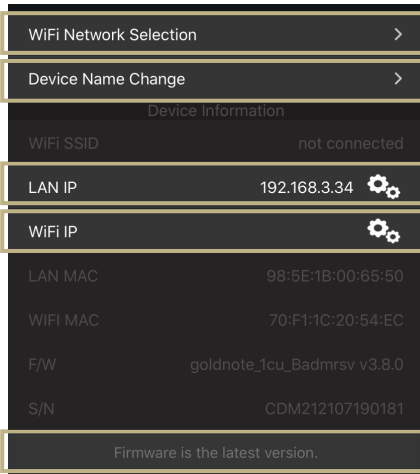 WiFi Network Selection >
Device Name Change >
Device Information
WiFi SSID not connected
LAN IP 192.168.3.34
WiFi IP
LAN MAC 98:5E:1B:00:65:50
WIFI MAC 70:F1:1C:20:54:EC
F/W goldnote_1cu_Badmrsv v3.8.0
S/N CDM212107190181
Firmware is the latest version.